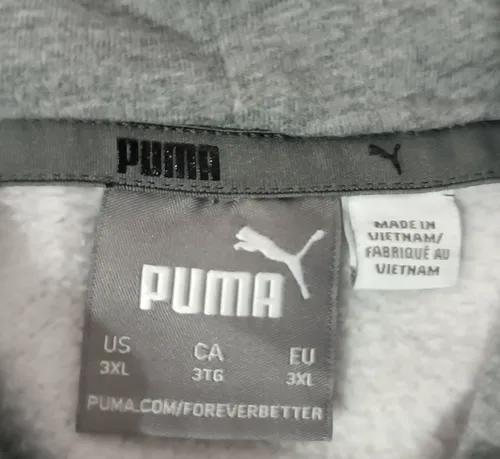 PUMA
PUMA
MADE IN
VIETNAM/
FABRIQUÉ AU
VIETNAM
US CA EU
3XL 3TG 3XL
PUMA.COM/FOREVERBETTER